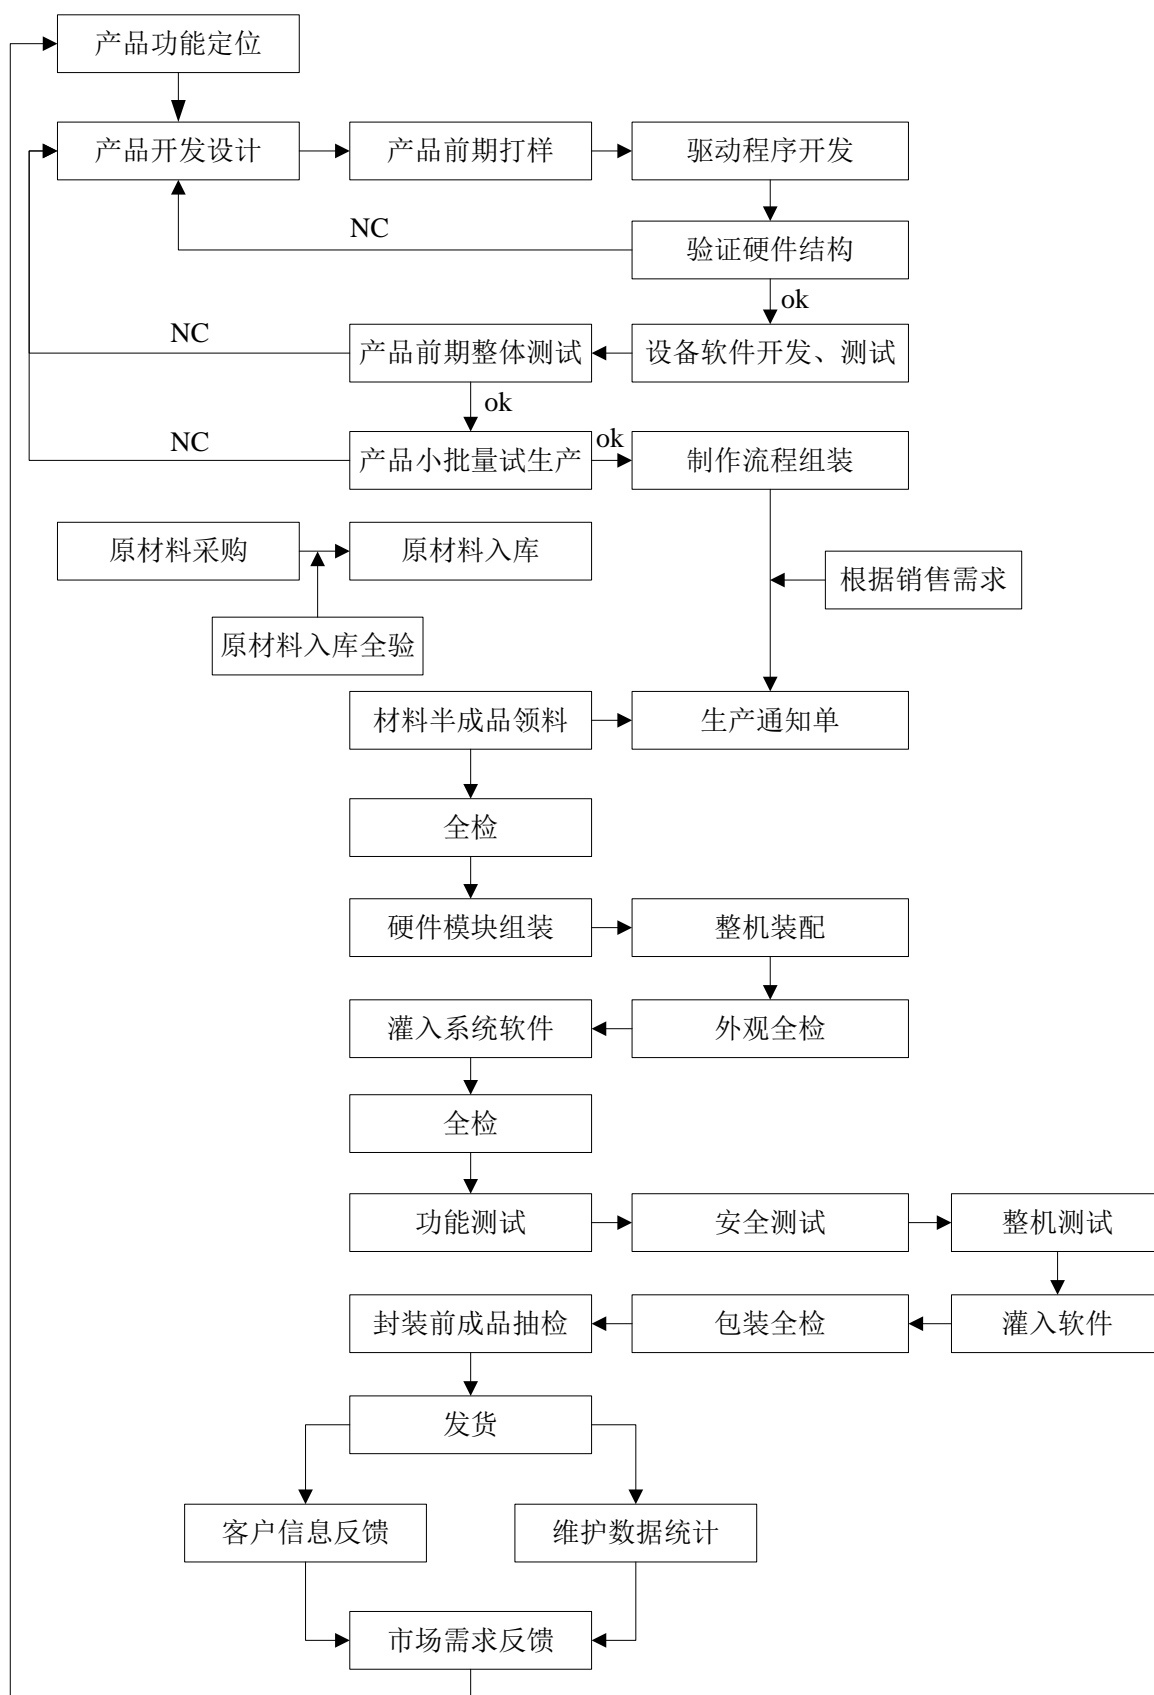 产品功能定位
产品开发设计
产品前期打样
驱动程序开发
NC
验证硬件结构
ok
NC
产品前期整体测试
设备软件开发、测试
ok
NC
产品小批量试生产
ok
制作流程组装
原材料采购
原材料入库
根据销售需求
原材料入库全验
材料半成品领料
生产通知单
全检
硬件模块组装
整机装配
灌入系统软件
外观全检
全检
功能测试
安全测试
整机测试
封装前成品抽检
包装全检
灌入软件
发货
客户信息反馈
维护数据统计
市场需求反馈